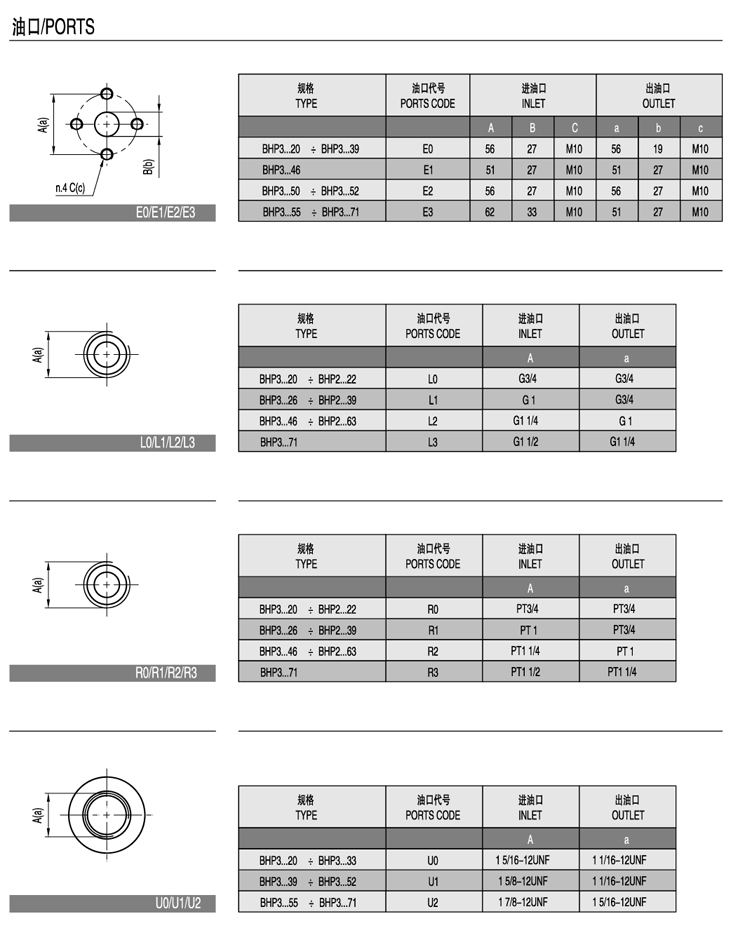 油口/PORTS
A(a)
B(b)
n.4 C(c)
E0/E1/E2/E3
规格 油口代号 进油口 出油口
TYPE PORTS CODE INLET OUTLET
A B C a b c
BHP3...20 ÷ BHP3...39 E0 56 27 M10 56 19 M10
BHP3...46 E1 51 27 M10 51 27 M10
BHP3...50 ÷ BHP3...52 E2 56 27 M10 56 27 M10
BHP3...55 ÷ BHP3...71 E3 62 33 M10 51 27 M10
A(a)
L0/L1/L2/L3
规格 油口代号 进油口 出油口
TYPE PORTS CODE INLET OUTLET
A a
BHP3...20 ÷ BHP2...22 L0 G3/4 G3/4
BHP3...26 ÷ BHP2...39 L1 G 1 G3/4
BHP3...46 ÷ BHP2...63 L2 G1 1/4 G 1
BHP3...71 L3 G1 1/2 G1 1/4
A(a)
R0/R1/R2/R3
规格 油口代号 进油口 出油口
TYPE PORTS CODE INLET OUTLET
A a
BHP3...20 ÷ BHP2...22 R0 PT3/4 PT3/4
BHP3...26 ÷ BHP2...39 R1 PT 1 PT3/4
BHP3...46 ÷ BHP2...63 R2 PT1 1/4 PT 1
BHP3...71 R3 PT1 1/2 PT1 1/4
A(a)
U0/U1/U2
规格 油口代号 进油口 出油口
TYPE PORTS CODE INLET OUTLET
A a
BHP3...20 ÷ BHP3...33 U0 1 5/16-12UNF 1 1/16-12UNF
BHP3...39 ÷ BHP3...52 U1 1 5/8-12UNF 1 1/16-12UNF
BHP3...55 ÷ BHP3...71 U2 1 7/8-12UNF 1 5/16-12UNF